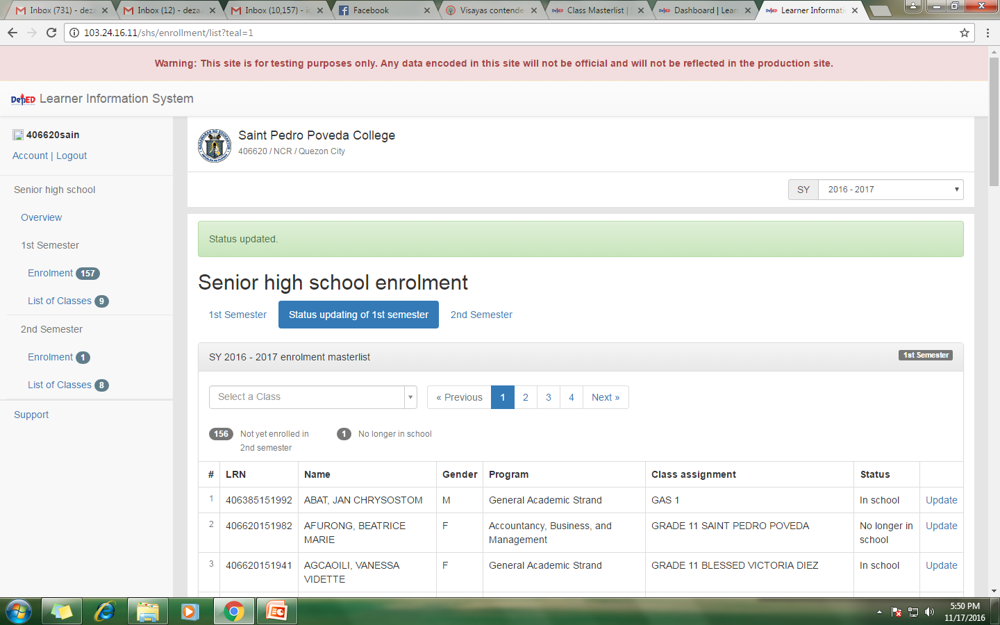 Inbox (731) - deza
Inbox (12) - deza.
Inbox (10,157) - ic
Facebook
Visayas contende
Class Masterlist |
Dashboard | Lear
Learner Informati
103.24.16.11/shs/enrollment/list?teal=1
Warning: This site is for testing purposes only. Any data encoded in this site will not be official and will not be reflected in the production site.
DepED Learner Information System
406620sain
Account | Logout
Senior high school
Overview
1st Semester
Enrolment 157
List of Classes 9
2nd Semester
Enrolment 1
List of Classes 8
Support
Saint Pedro Poveda College
406620 / NCR / Quezon City
SY 2016 - 2017
Status updated.
Senior high school enrolment
1st Semester Status updating of 1st semester 2nd Semester
SY 2016 - 2017 enrolment masterlist 1st Semester
Select a Class « Previous 1 2 3 4 Next »
156 Not yet enrolled in 1 No longer in school
2nd semester
# LRN Name Gender Program Class assignment Status
1 406385151992 ABAT, JAN CHRYSOSTOM M General Academic Strand GAS 1 In school Update
2 406620151982 AFURONG, BEATRICE F Accountancy, Business, and GRADE 11 SAINT PEDRO POVEDA No longer in Update
MARIE Management school
3 406620151941 AGCAOILI, VANESSA F General Academic Strand GRADE 11 BLESSED VICTORIA DIEZ In school Update
VIDETTE
5:50 PM
11/17/2016